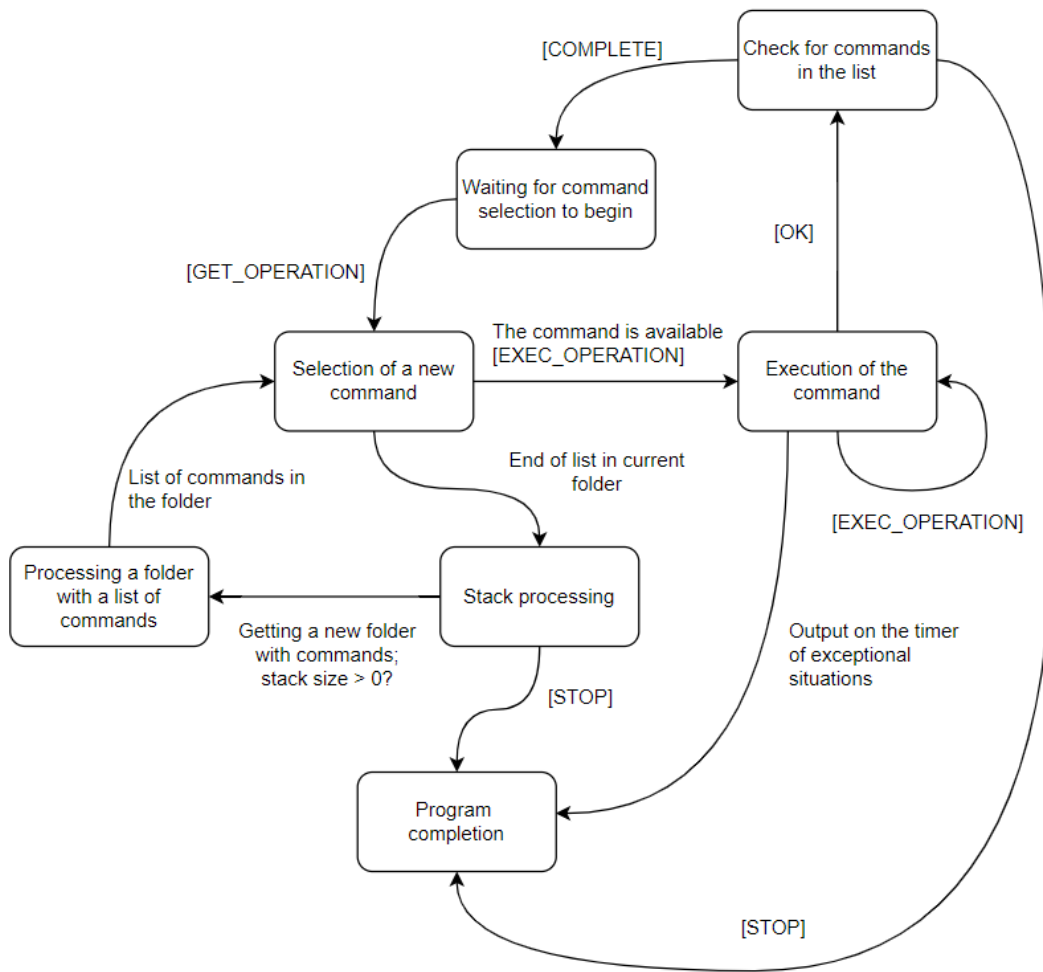 [COMPLETE]
Check for commands
in the list
Waiting for command
selection to begin
[OK]
[GET_OPERATION]
The command is available
[EXEC_OPERATION]
Selection of a new
command
Execution of the
command
List of commands in
the folder
End of list in current
folder
[EXEC_OPERATION]
Processing a folder
with a list of
commands
Stack processing
Getting a new folder
with commands;
stack size > 0?
Output on the timer
of exceptional
situations
[STOP]
Program
completion
[STOP]